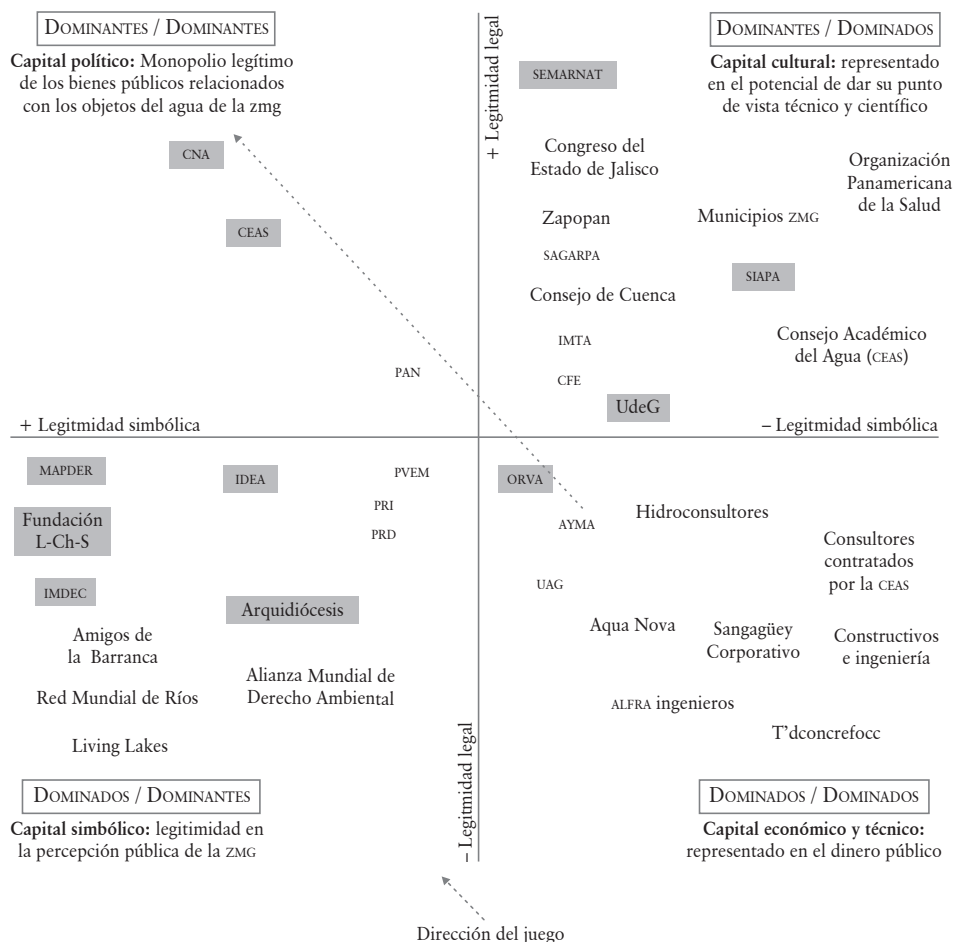 DOMINANTES / DOMINANTES
Capital político: Monopolio legítimo
de los bienes públicos relacionados
con los objetos del agua de la zmg
CNA
CEAS
PAN
+ Legitmidad simbólica
+ Legitmidad legal
DOMINANTES / DOMINADOS
Capital cultural: representado
en el potencial de dar su punto
de vista técnico y científico
SEMARNAT
Congreso del
Estado de Jalisco
Organización
Panamericana
de la Salud
Zapopan
Municipios ZMG
SAGARPA
SIAPA
Consejo de Cuenca
IMTA
Consejo Académico
del Agua (CEAS)
CFE
UdeG
– Legitmidad simbólica
MAPDER
IDEA
PVEM
PRI
Fundación
L-Ch-S
PRD
IMDEC
Arquidiócesis
Amigos de
la Barranca
Alianza Mundial de
Derecho Ambiental
Red Mundial de Ríos
Living Lakes
DOMINADOS / DOMINANTES
Capital simbólico: legitimidad en
la percepción pública de la ZMG
– Legitmidad legal
ORVA
AYMA
Hidroconsultores
Consultores
contratados
por la CEAS
UAG
Aqua Nova
Sangagüey
Corporativo
Constructivos
e ingeniería
ALFRA ingenieros
T'dconcrefocc
DOMINADOS / DOMINADOS
Capital económico y técnico:
representado en el dinero público
Dirección del juego